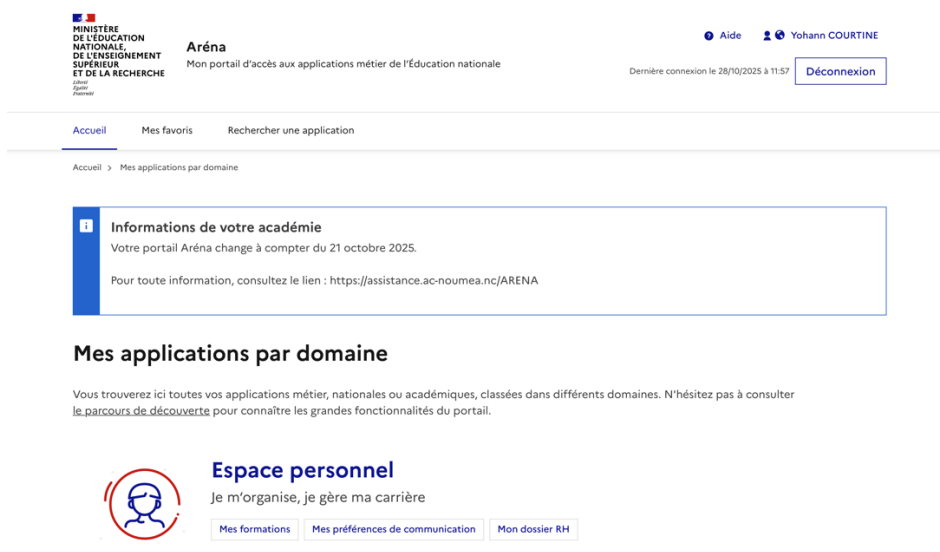 MINISTÈRE
DE L'ÉDUCATION
NATIONALE,
DE L'ENSEIGNEMENT
SUPÉRIEUR
ET DE LA RECHERCHE
Liberté
Égalité
Fraternité
Aréna
Mon portail d'accès aux applications métier de l'Éducation nationale
Aide
Yohann COURTINE
Dernière connexion le 28/10/2025 à 11:57
Déconnexion
Accueil
Mes favoris
Rechercher une application
Accueil > Mes applications par domaine
i
Informations de votre académie
Votre portail Aréna change à compter du 21 octobre 2025.
Pour toute information, consultez le lien : https://assistance.ac-noumea.nc/ARENA
Mes applications par domaine
Vous trouverez ici toutes vos applications métier, nationales ou académiques, classées dans différents domaines. N'hésitez pas à consulter
le parcours de découverte pour connaître les grandes fonctionnalités du portail.
Espace personnel
Je m'organise, je gère ma carrière
Mes formations
Mes préférences de communication
Mon dossier RH